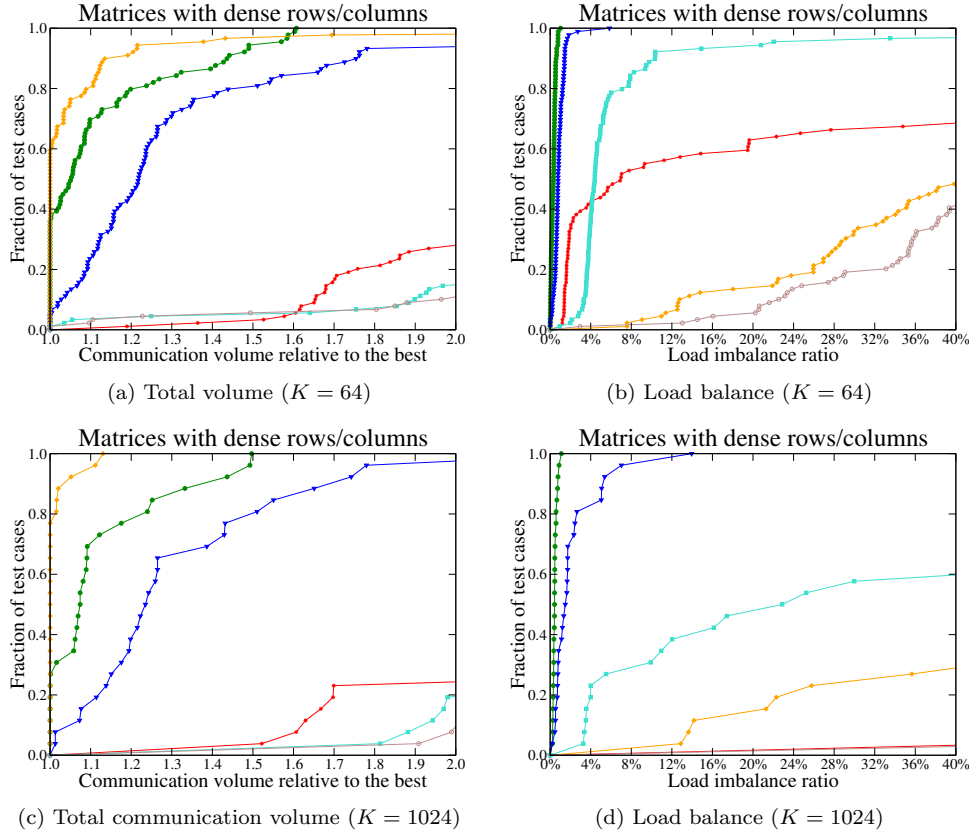 Matrices with dense rows/columns
Matrices with dense rows/columns
Fraction of test cases
1.0
0.8
0.6
0.4
0.2
0.0
1.0 1.1 1.2 1.3 1.4 1.5 1.6 1.7 1.8 1.9 2.0
Communication volume relative to the best
Fraction of test cases
1.0
0.8
0.6
0.4
0.2
0.0
0% 4% 8% 12% 16% 20% 24% 28% 32% 36% 40%
Load imbalance ratio
(a) Total volume (K = 64)
(b) Load balance (K = 64)
Matrices with dense rows/columns
Matrices with dense rows/columns
Fraction of test cases
1.0
0.8
0.6
0.4
0.2
0.0
1.0 1.1 1.2 1.3 1.4 1.5 1.6 1.7 1.8 1.9 2.0
Communication volume relative to the best
Fraction of test cases
1.0
0.8
0.6
0.4
0.2
0.0
0% 4% 8% 12% 16% 20% 24% 28% 32% 36% 40%
Load imbalance ratio
(c) Total communication volume (K = 1024)
(d) Load balance (K = 1024)